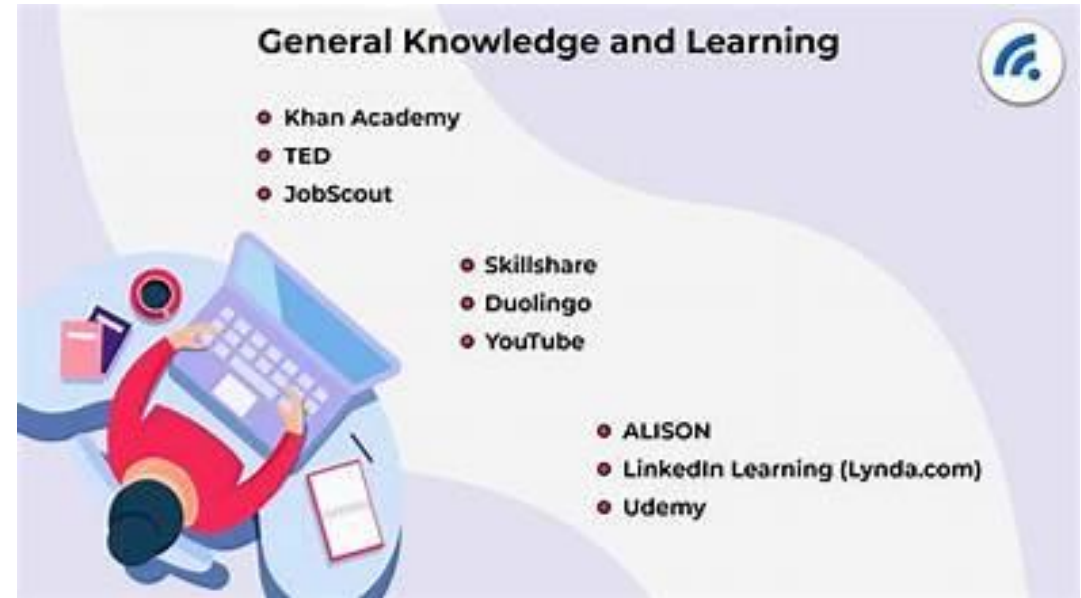 General Knowledge and Learning
Khan Academy
TED
JobScout
Skillshare
Duolingo
YouTube
ALISON
LinkedIn Learning (Lynda.com)
Udemy